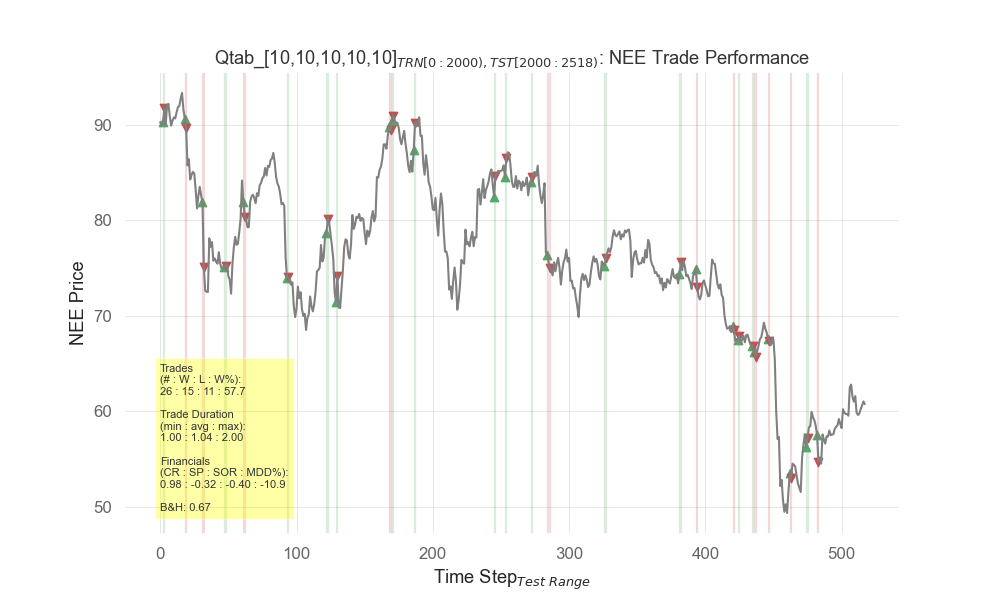 Qtab_[10,10,10,10,10]TRN[0 : 2000), TST[2000 : 2518): NEE Trade Performance
NEE Price
90
80
70
60
50
Trades
(# : W : L : W%):
26 : 15 : 11 : 57.7
Trade Duration
(min : avg : max):
1.00 : 1.04 : 2.00
Financials
(CR : SP : SOR : MDD%):
0.98 : -0.32 : -0.40 : -10.9
B&H: 0.67
0 100 200 300 400 500
Time StepTest Range